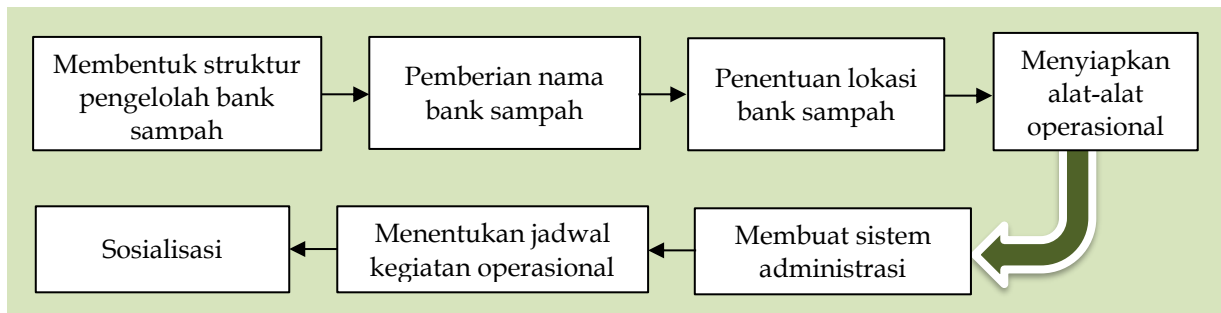 Membentuk struktur
pengelolah bank
sampah
Pemberian nama
bank sampah
Penentuan lokasi
bank sampah
Menyiapkan
alat-alat
operasional
Sosialisasi
Menentukan jadwal
kegiatan operasional
Membuat sistem
administrasi